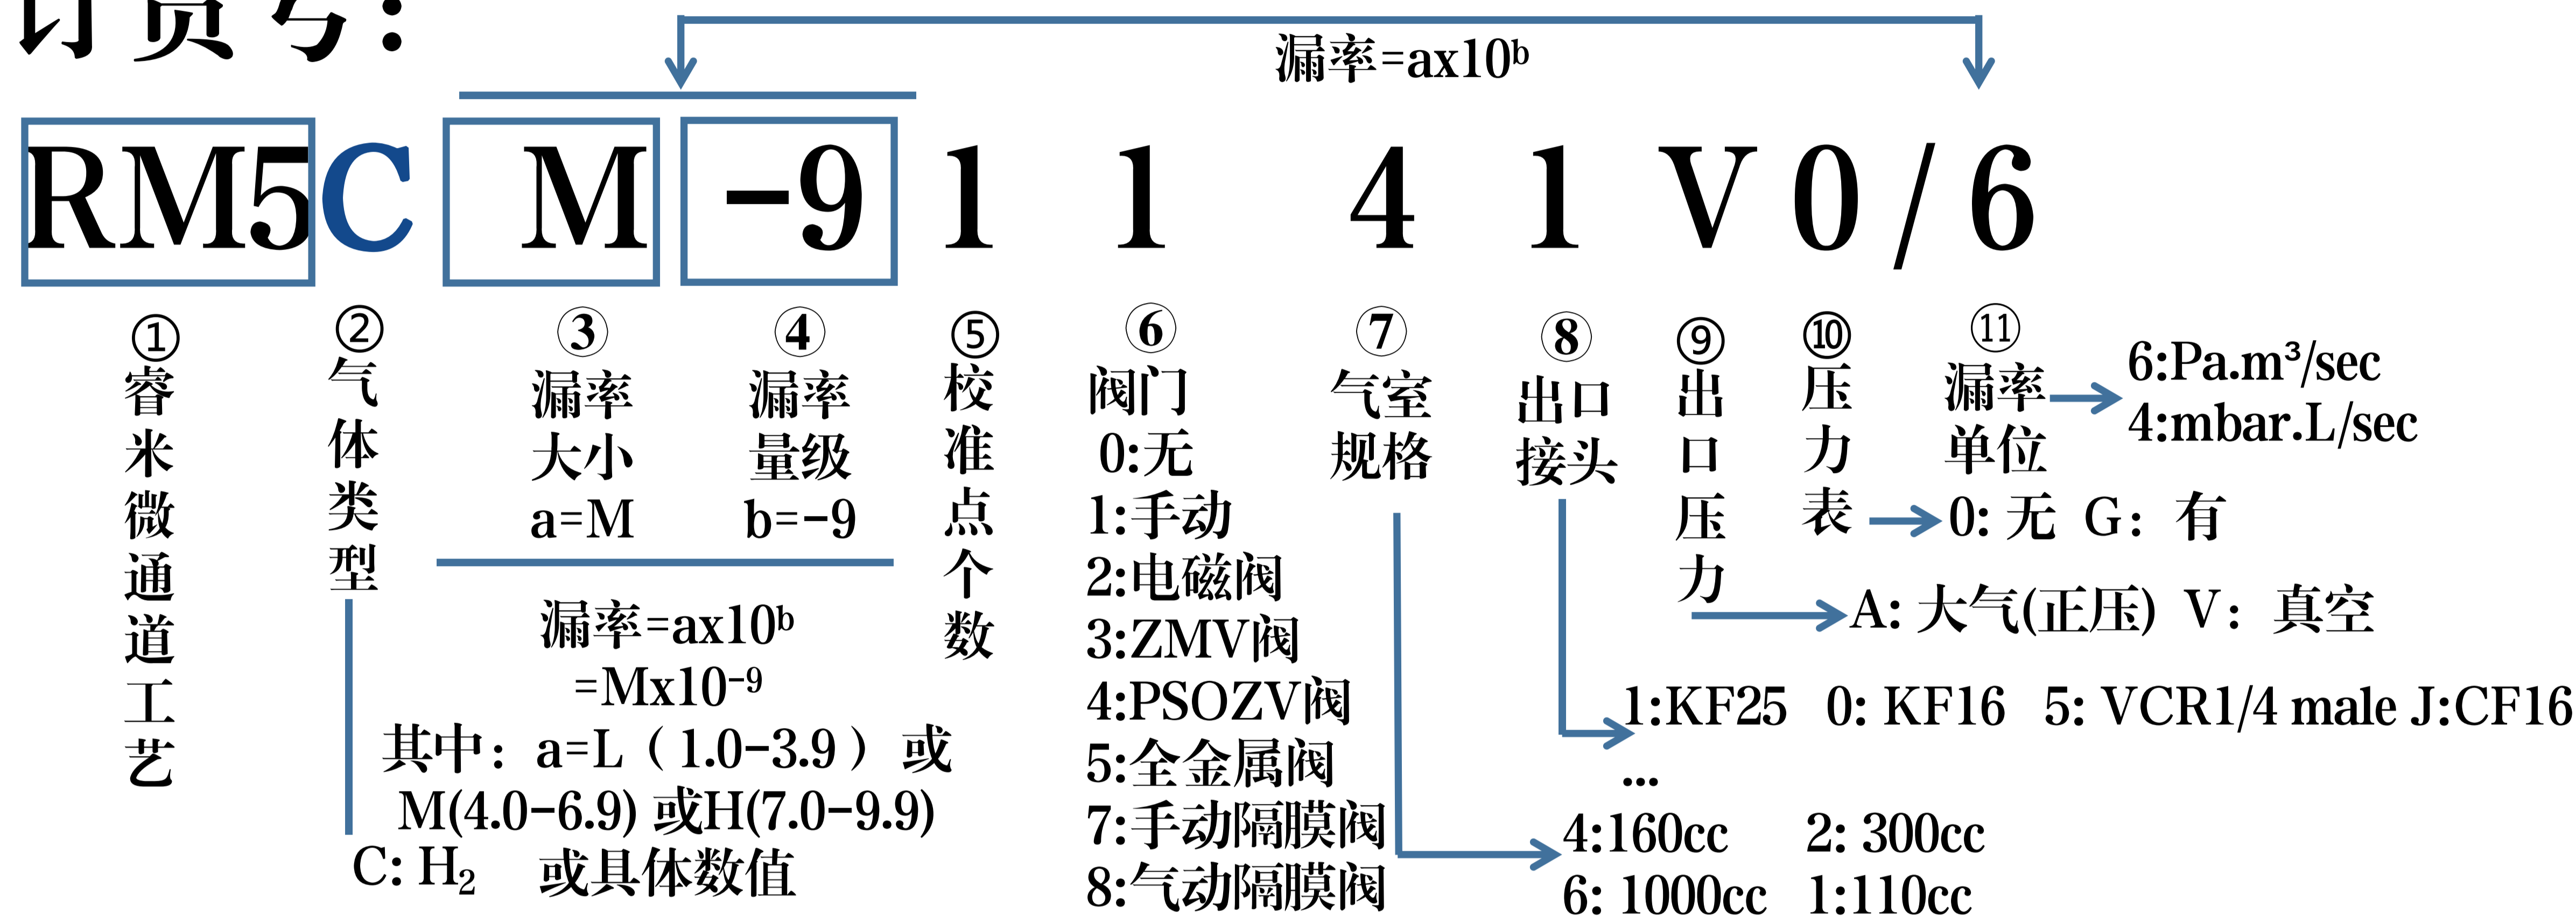 订货号:
漏率=ax10ᵇ
RM5C M -9 1 1 4 1 V 0/6
① 睿米微通道工艺
② 气体类型
③ 漏率大小 a=M
④ 漏率量级 b=-9
⑤ 校准点个数
⑥ 阀门
0:无
1:手动
2:电磁阀
3:ZMV阀
4:PSOZV阀
5:全金属阀
7:手动隔膜阀
8:气动隔膜阀
⑦ 气室规格
⑧ 出口接头
⑨ 出口压力
⑩ 压力表
⑪ 漏率单位
6:Pa.m³/sec
4:mbar.L/sec
0: 无 G: 有
A: 大气(正压) V: 真空
1:KF25 0: KF16 5: VCR1/4 male J:CF16
...
4:160cc 2: 300cc
6: 1000cc 1:110cc
漏率=ax10ᵇ
=Mx10⁻⁹
其中: a=L（1.0-3.9）或
M(4.0-6.9) 或H(7.0-9.9)
或具体数值
C: H₂